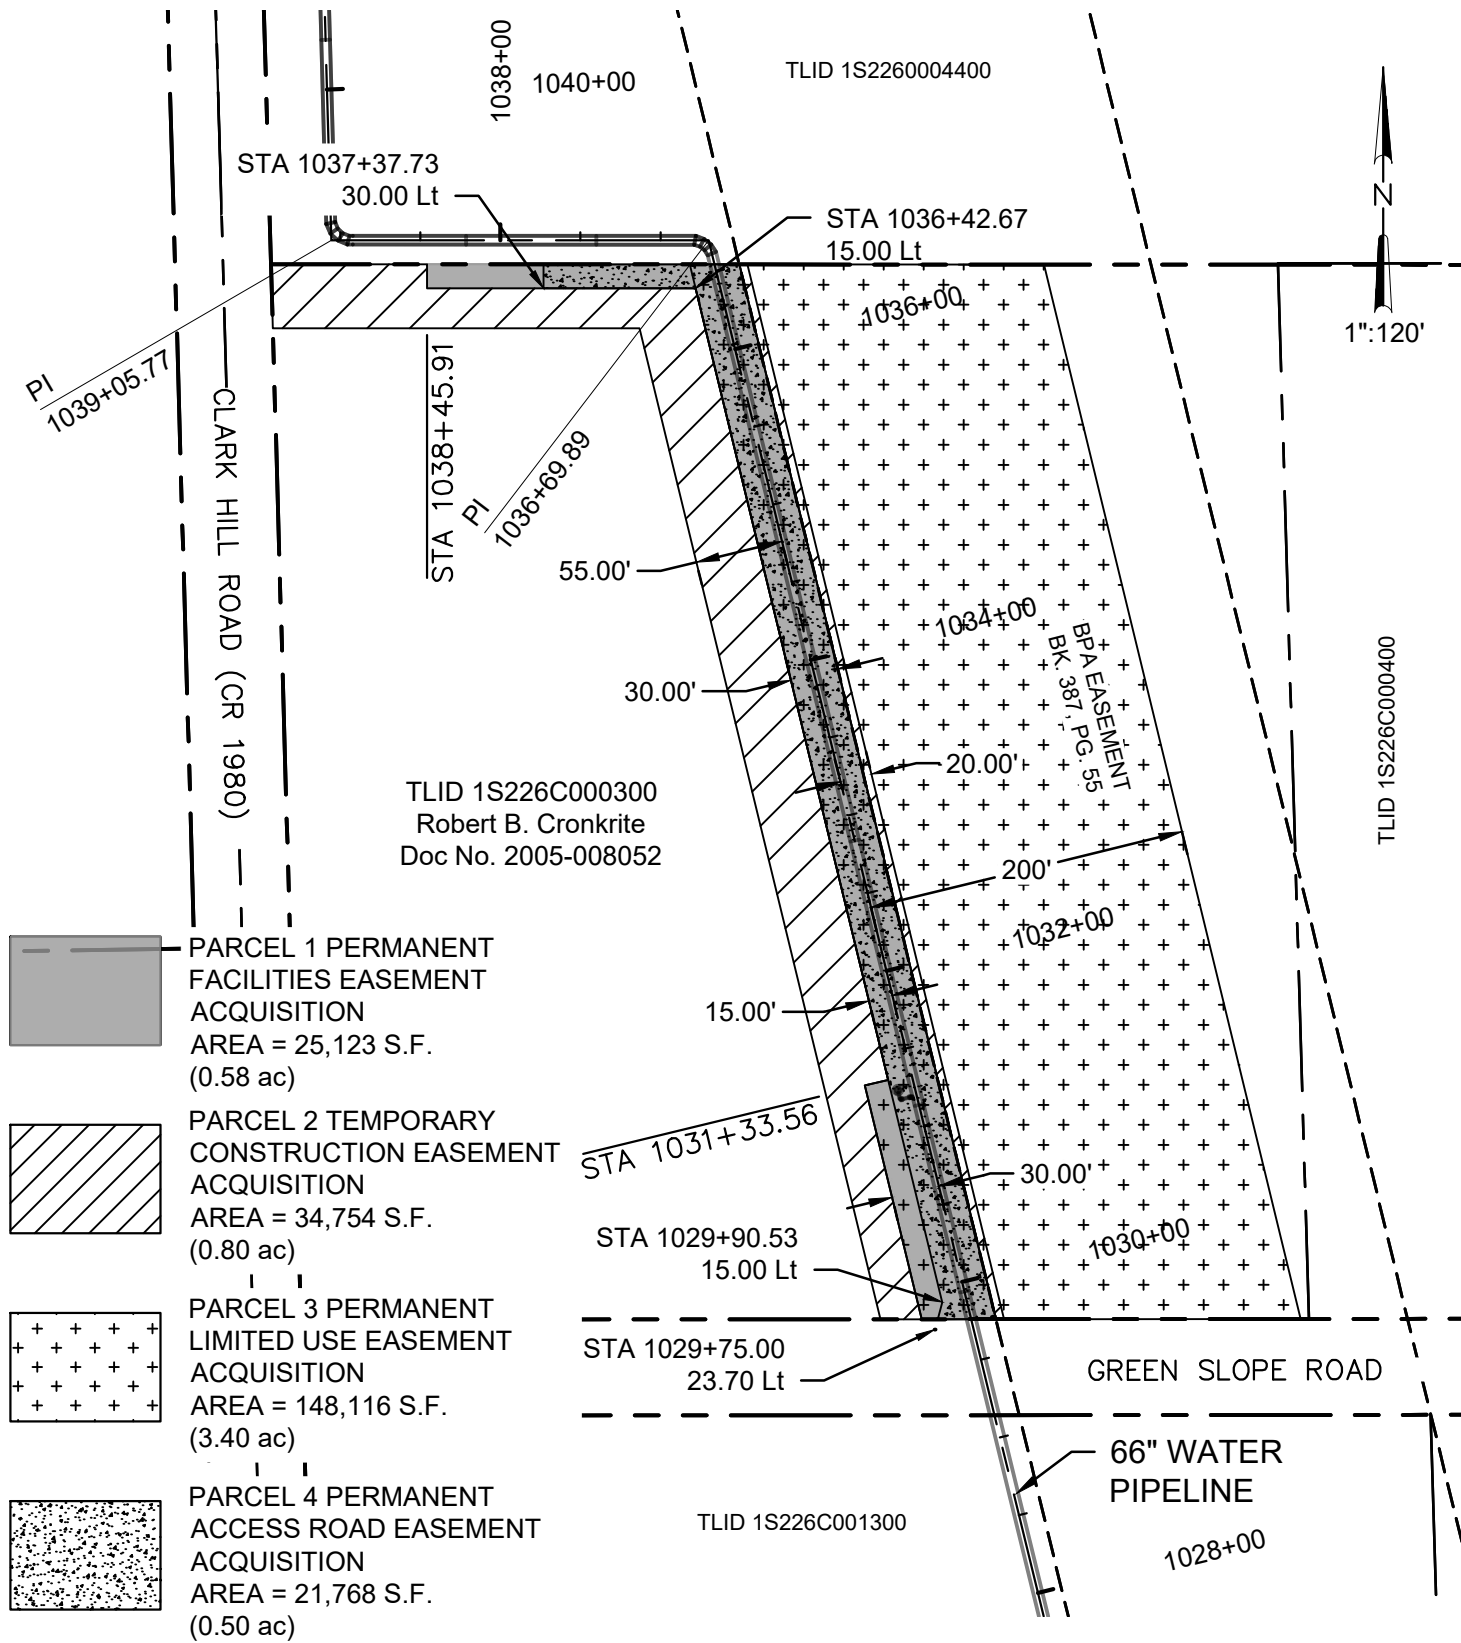 1038+00
1040+00
TLID 1S2260004400
STA 1037+37.73
30.00 Lt
STA 1036+42.67
15.00 Lt
N
1":120'
1036+00
PI
1039+05.77
CLARK HILL ROAD (CR 1980)
STA 1038+45.91
PI
1036+69.89
55.00'
1034+00
BPA EASEMENT
BK. 387, PG. 55
30.00'
TLID 1S226C000400
20.00'
TLID 1S226C000300
Robert B. Cronkrite
Doc No. 2005-008052
200'
1032+00
15.00'
PARCEL 1 PERMANENT
FACILITIES EASEMENT
ACQUISITION
AREA = 25,123 S.F.
(0.58 ac)
PARCEL 2 TEMPORARY
CONSTRUCTION EASEMENT
ACQUISITION
AREA = 34,754 S.F.
(0.80 ac)
STA 1031+33.56
30.00'
STA 1029+90.53
15.00 Lt
1030+00
PARCEL 3 PERMANENT
LIMITED USE EASEMENT
ACQUISITION
AREA = 148,116 S.F.
(3.40 ac)
STA 1029+75.00
23.70 Lt
GREEN SLOPE ROAD
66" WATER
PIPELINE
PARCEL 4 PERMANENT
ACCESS ROAD EASEMENT
ACQUISITION
AREA = 21,768 S.F.
(0.50 ac)
TLID 1S226C001300
1028+00